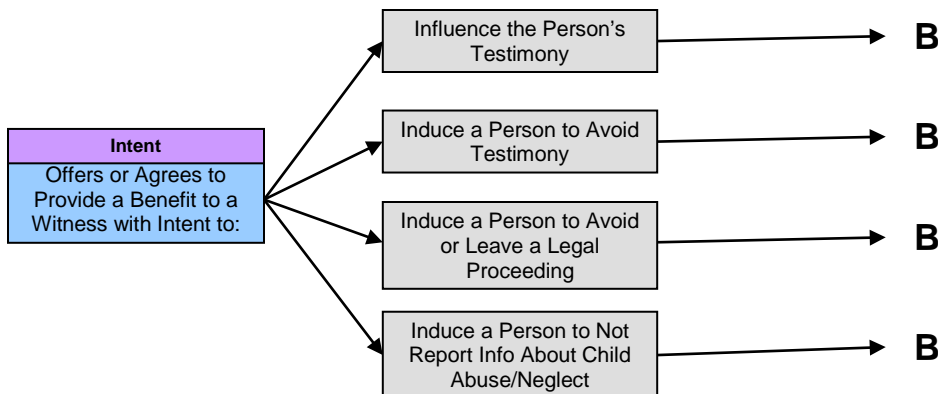 Influence the Person's
Testimony
B
Induce a Person to Avoid
Testimony
B
Intent
Offers or Agrees to
Provide a Benefit to a
Witness with Intent to:
Induce a Person to Avoid
or Leave a Legal
Proceeding
B
Induce a Person to Not
Report Info About Child
Abuse/Neglect
B